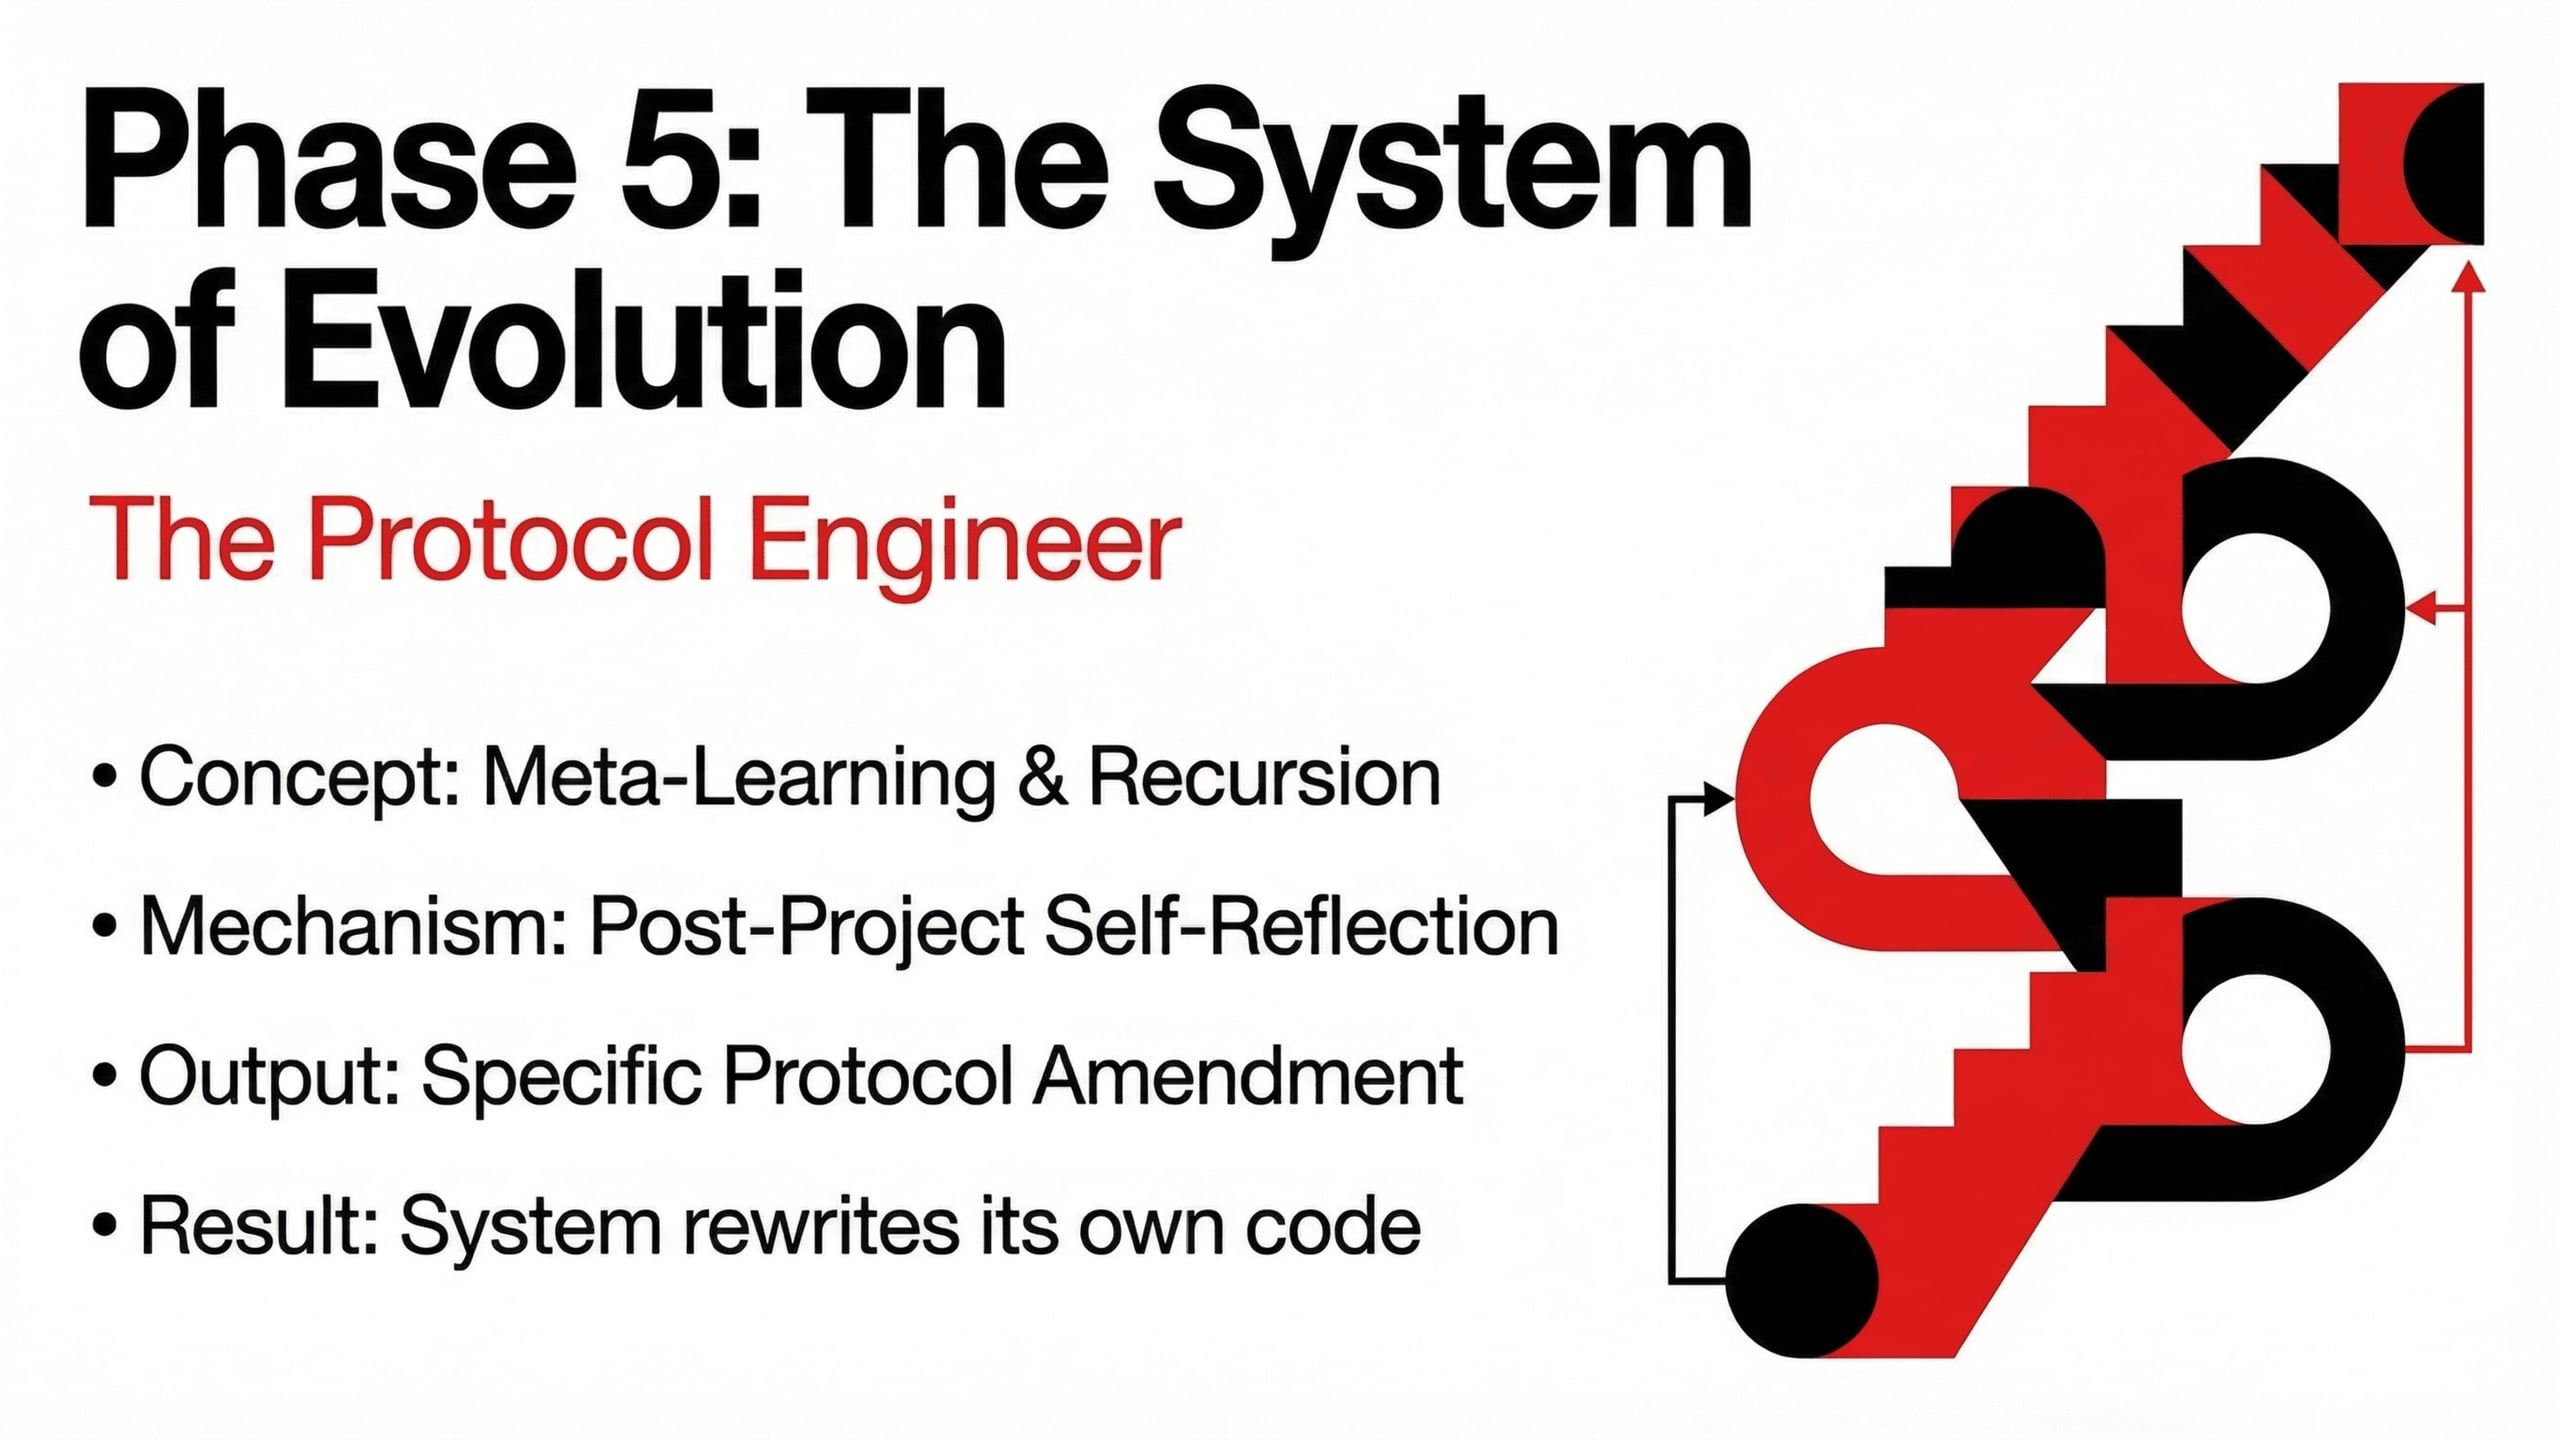 Phase 5: The System
of Evolution
The Protocol Engineer
• Concept: Meta-Learning & Recursion
• Mechanism: Post-Project Self-Reflection
• Output: Specific Protocol Amendment
• Result: System rewrites its own code